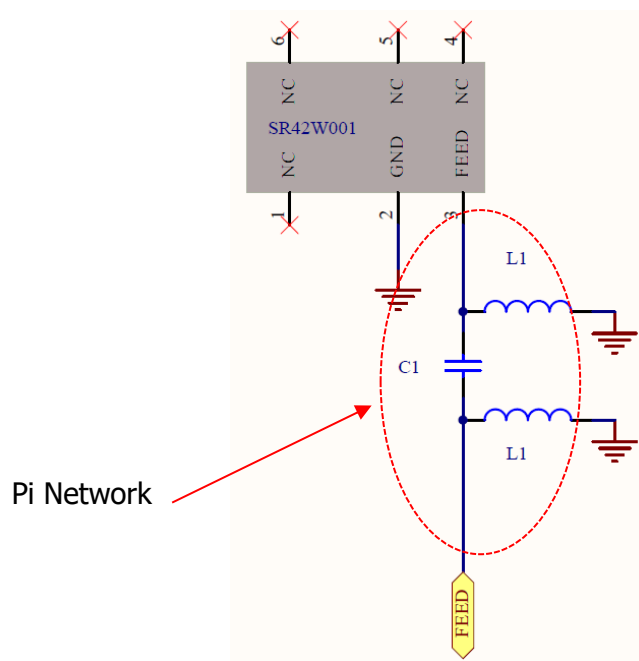 6
5
4
NC
NC
NC
SR42W001
NC
GND
FEED
1
2
3
L1
C1
L1
Pi Network
FEED